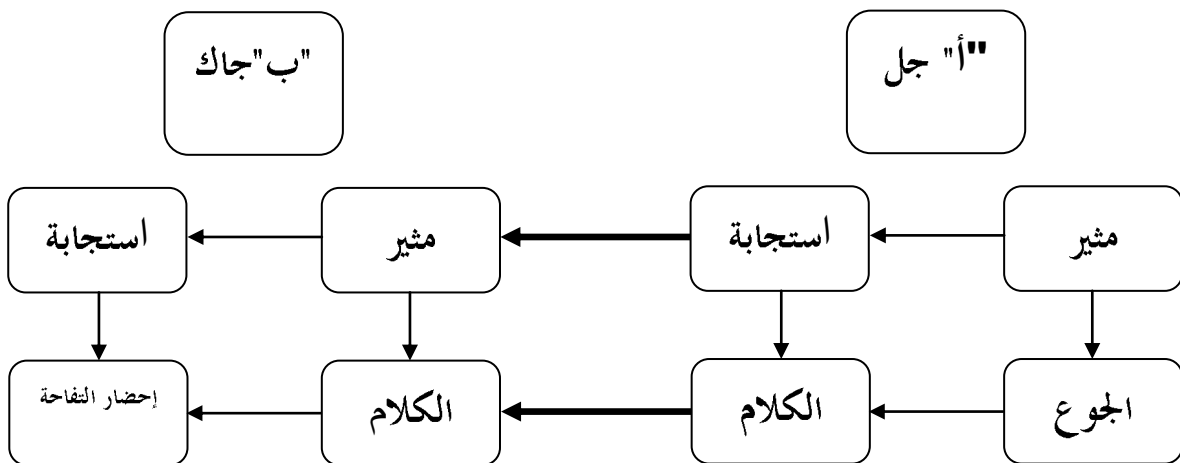 "أ" جل
"ب"جاك
مثير
استجابة
مثير
استجابة
الجوع
الكلام
الكلام
إحضار التفاحة